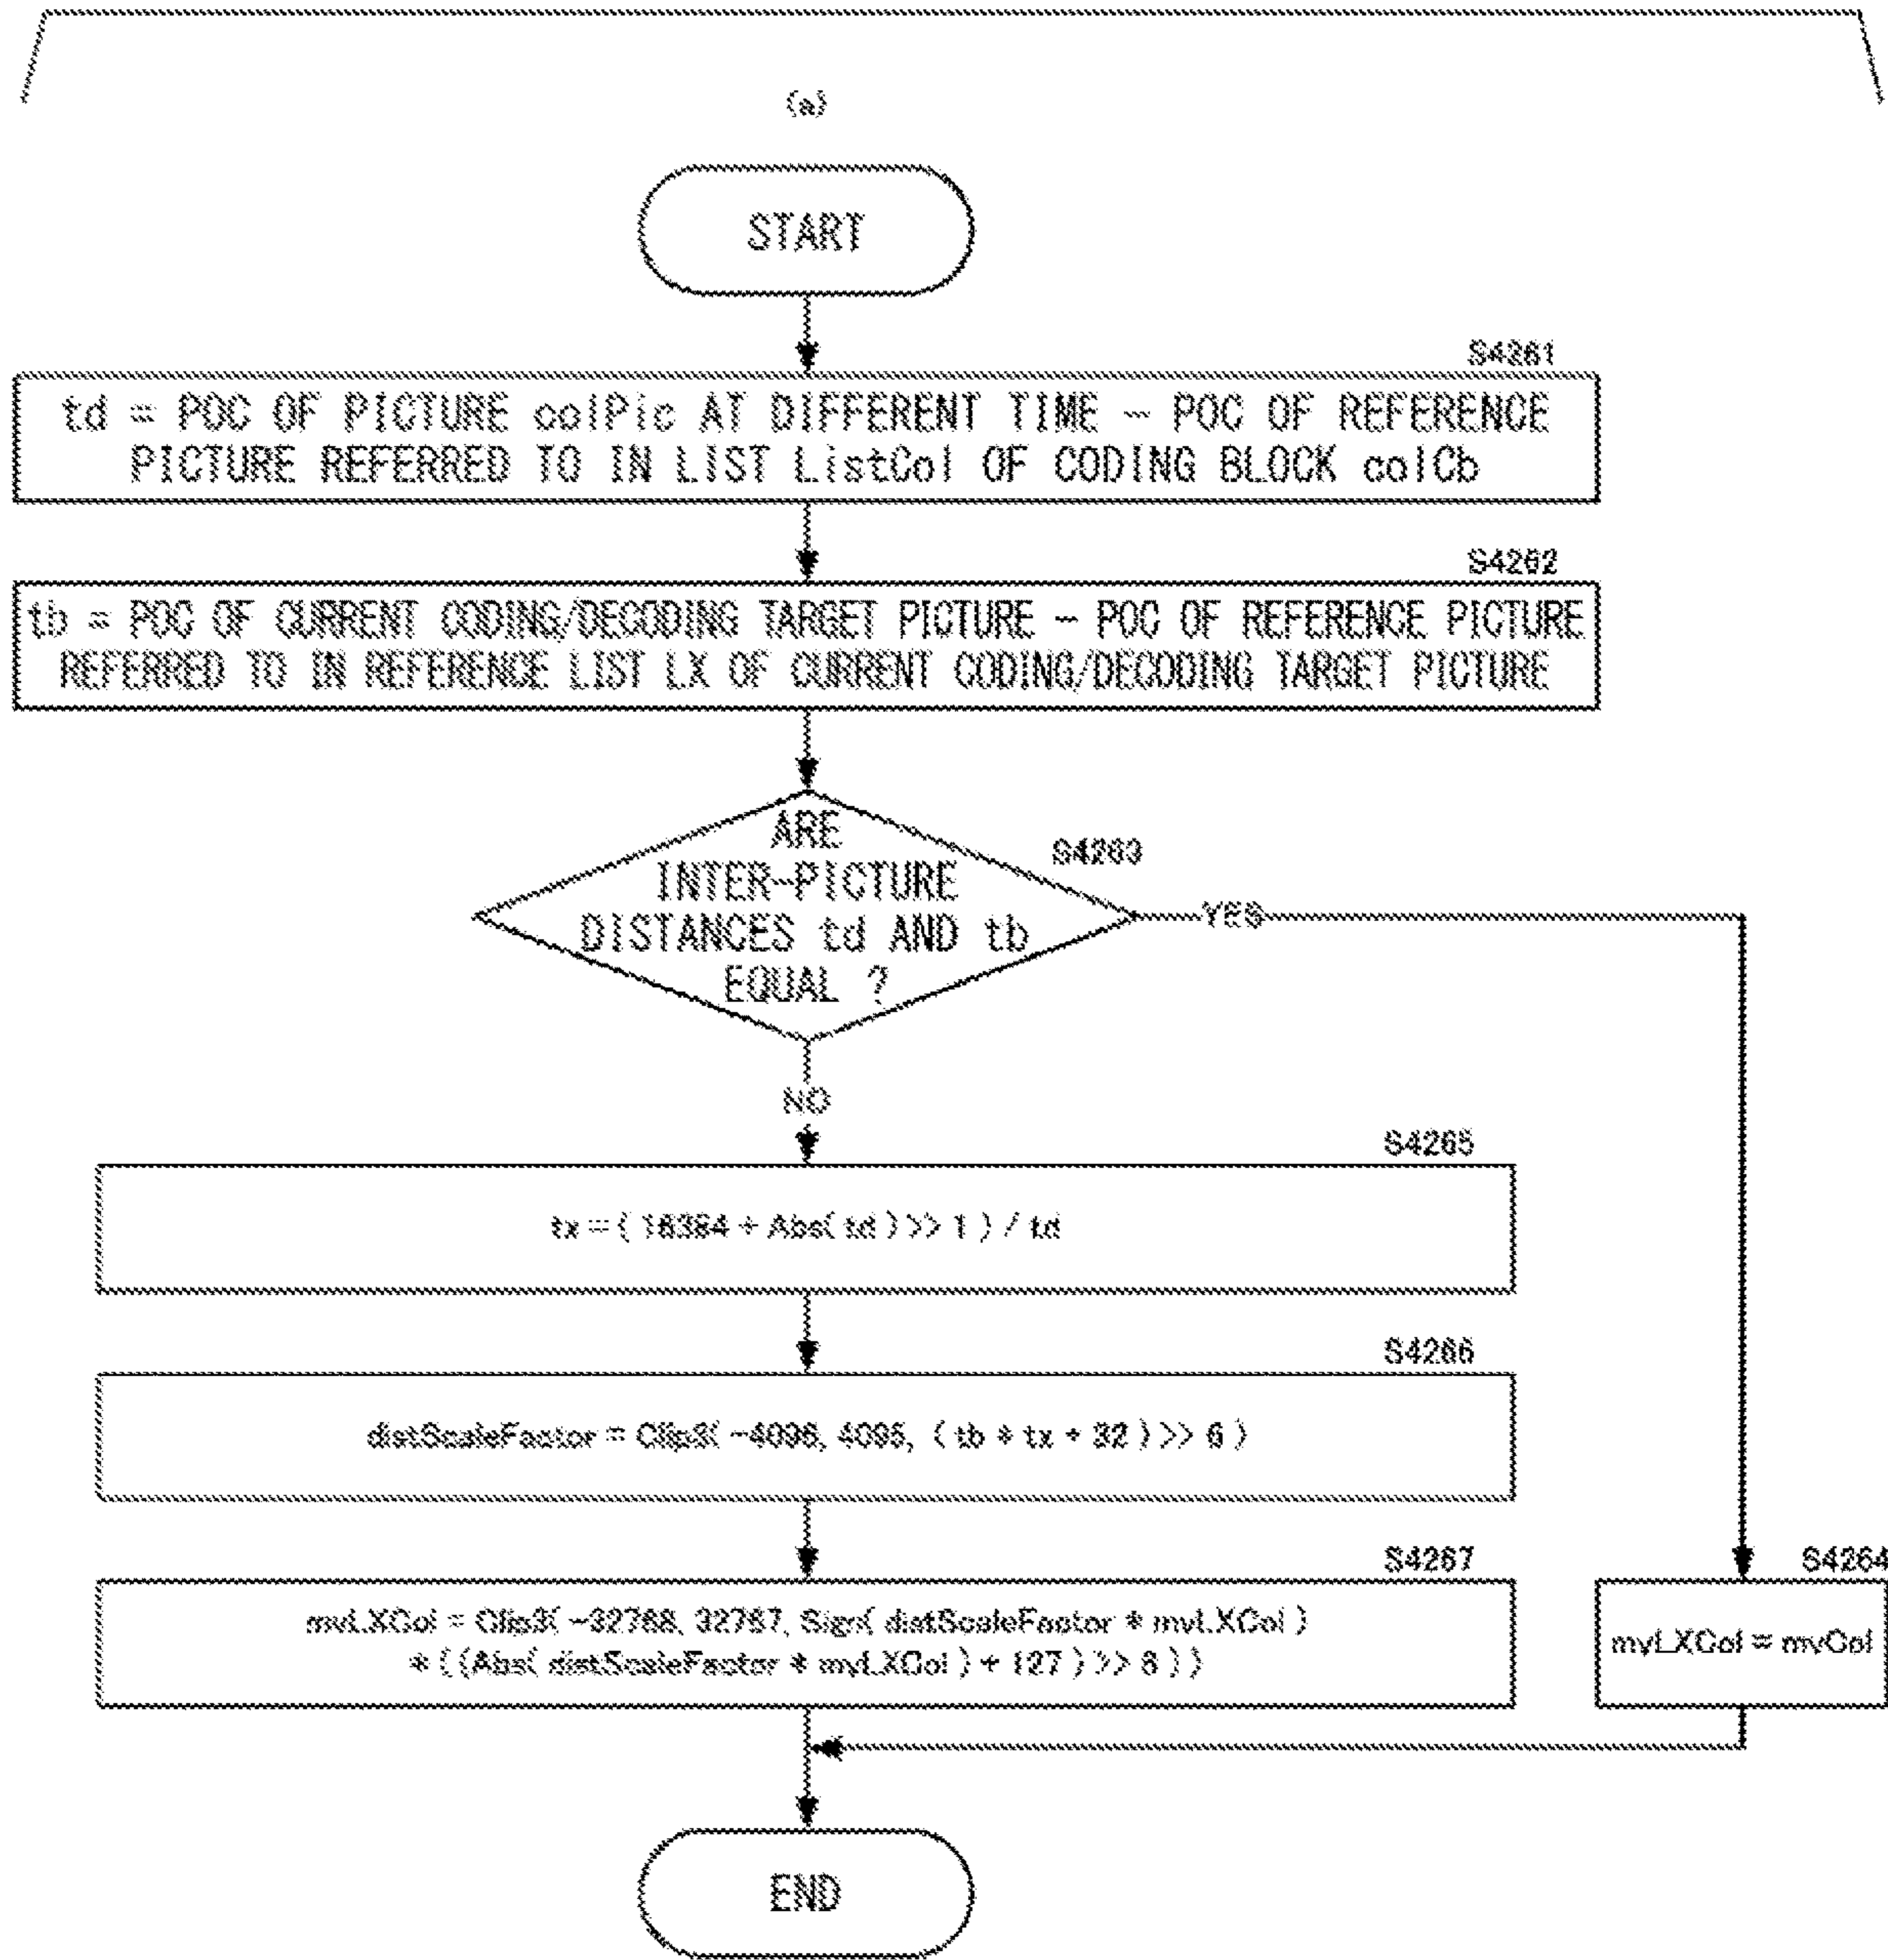 (a)
START
S4261
td = POC OF PICTURE colPic AT DIFFERENT TIME - POC OF REFERENCE
PICTURE REFERRED TO IN LIST ListCol OF CODING BLOCK colCb
S4262
tb = POC OF CURRENT CODING/DECODING TARGET PICTURE - POC OF REFERENCE PICTURE
REFERRED TO IN REFERENCE LIST LX OF CURRENT CODING/DECODING TARGET PICTURE
ARE
INTER-PICTURE
DISTANCES td AND tb
EQUAL ?
S4263
YES
NO
S4265
tx = ( 16384 + Abs( td ) >> 1 ) / td
S4266
distScaleFactor = Clip3( -4096, 4095, ( tb * tx + 32 ) >> 6 )
S4267
mvLXCol = Clip3( -32768, 32767, Sign( distScaleFactor * mvLXCol )
* ( (Abs( distScaleFactor * mvLXCol ) + 127 ) >> 8 ) )
S4264
mvLXCol = mvCol
END